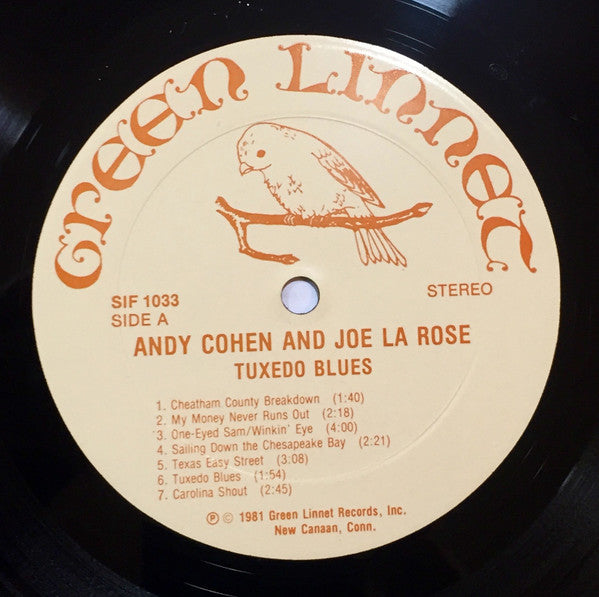 GREEN LINNET
SIF 1033
STEREO
SIDE A
ANDY COHEN AND JOE LA ROSE
TUXEDO BLUES
1. Cheatham County Breakdown (1:40)
2. My Money Never Runs Out (2:18)
3. One-Eyed Sam/Winkin' Eye (4:00)
4. Sailing Down the Chesapeake Bay (2:21)
5. Texas Easy Street (3:08)
6. Tuxedo Blues (1:54)
7. Carolina Shout (2:45)
℗ © 1981 Green Linnet Records, Inc.
New Canaan, Conn.